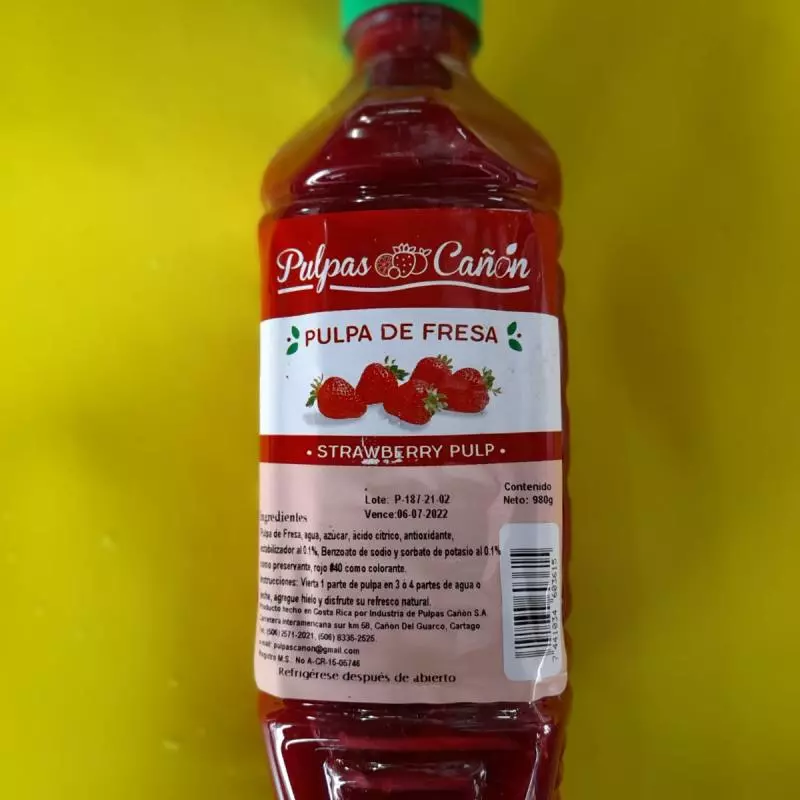 Pulpas Cañón
PULPA DE FRESA
• STRAWBERRY PULP •
Contenido
Neto: 980g
Lote: P-187-21-02
Vence:06-07-2022
Ingredientes
Pulpa de Fresa, agua, azúcar, ácido cítrico, antioxidante,
estabilizador al 0.1%, Benzoato de sodio y sorbato de potasio al 0.1%
como preservante, rojo #40 como colorante.
Instrucciones: Vierta 1 parte de pulpa en 3 ó 4 partes de agua o
leche, agregue hielo y disfrute su refresco natural.
Producto hecho en Costa Rica por Industria de Pulpas Cañón S.A.
Carretera interamericana sur km 58, Cañon Del Guarco, Cartago
Tel. (506) 2571-2021, (506) 8336-2525
e-mail: pulpascanon@gmail.com
Registro M.S. No A-CR-15-05746
Refrigérese después de abierto
7 441034 603615